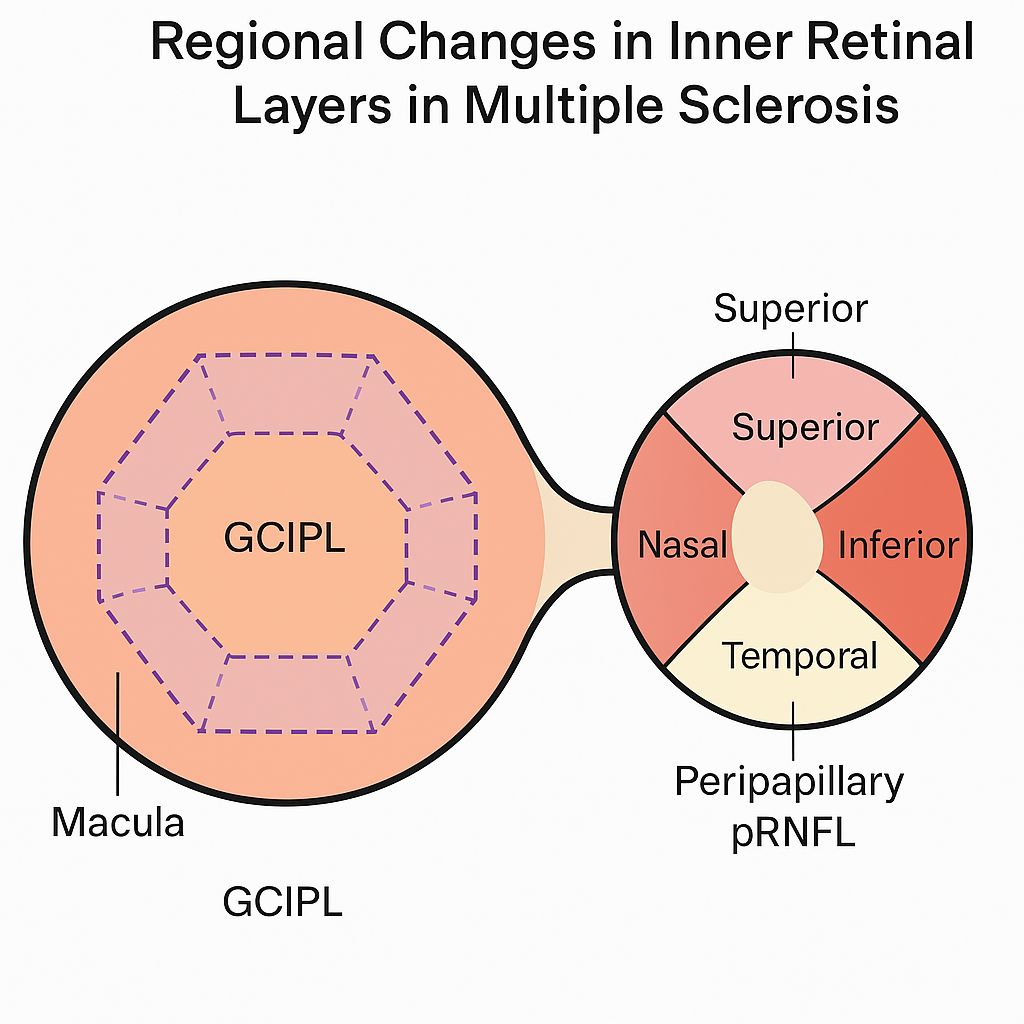 Regional Changes in Inner Retinal
Layers in Multiple Sclerosis
Superior
Superior
GCIPL
Nasal
Inferior
Temporal
Macula
Peripapillary
pRNFL
GCIPL